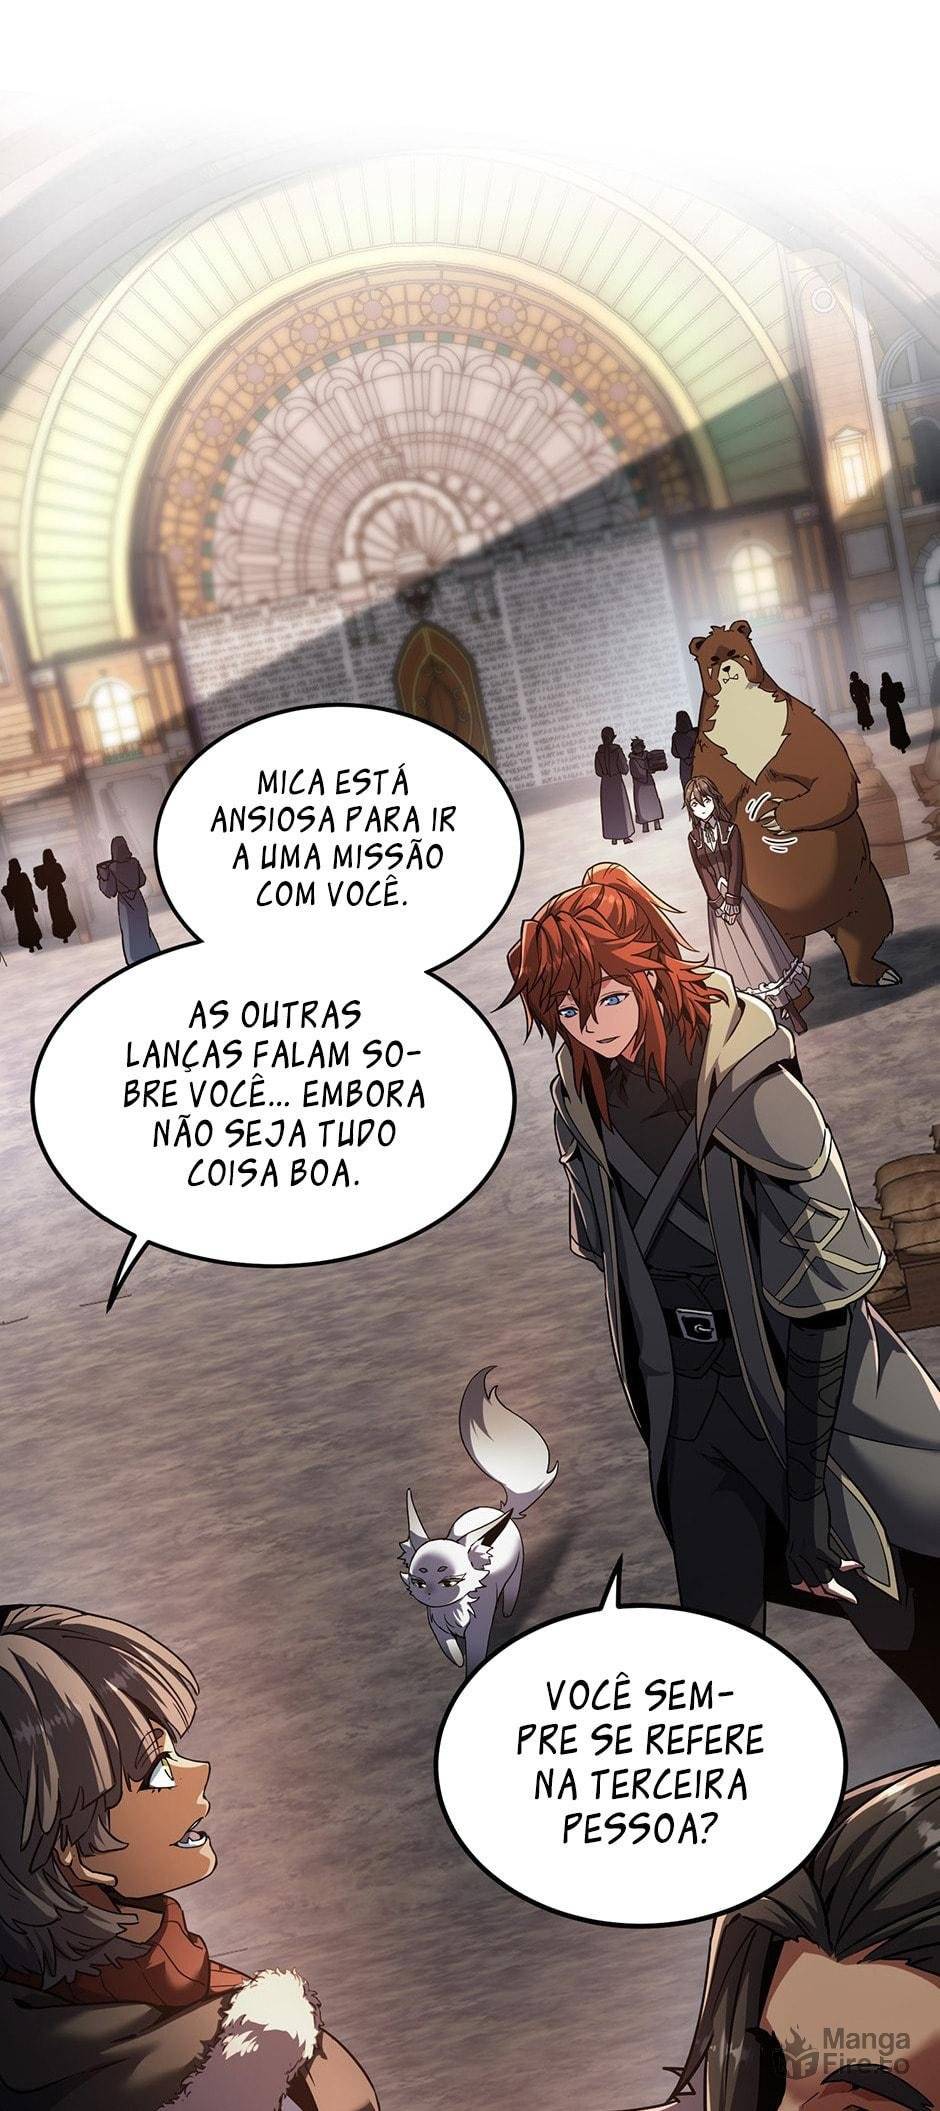 MICA ESTÁ
ANSIOSA PARA IR
A UMA MISSÃO
COM VOCÊ.
AS OUTRAS
LANÇAS FALAM SO-
BRE VOCÊ... EMBORA
NÃO SEJA TUDO
COISA BOA.
VOCÊ SEM-
PRE SE REFERE
NA TERCEIRA
PESSOA?
Manga
Fire.to